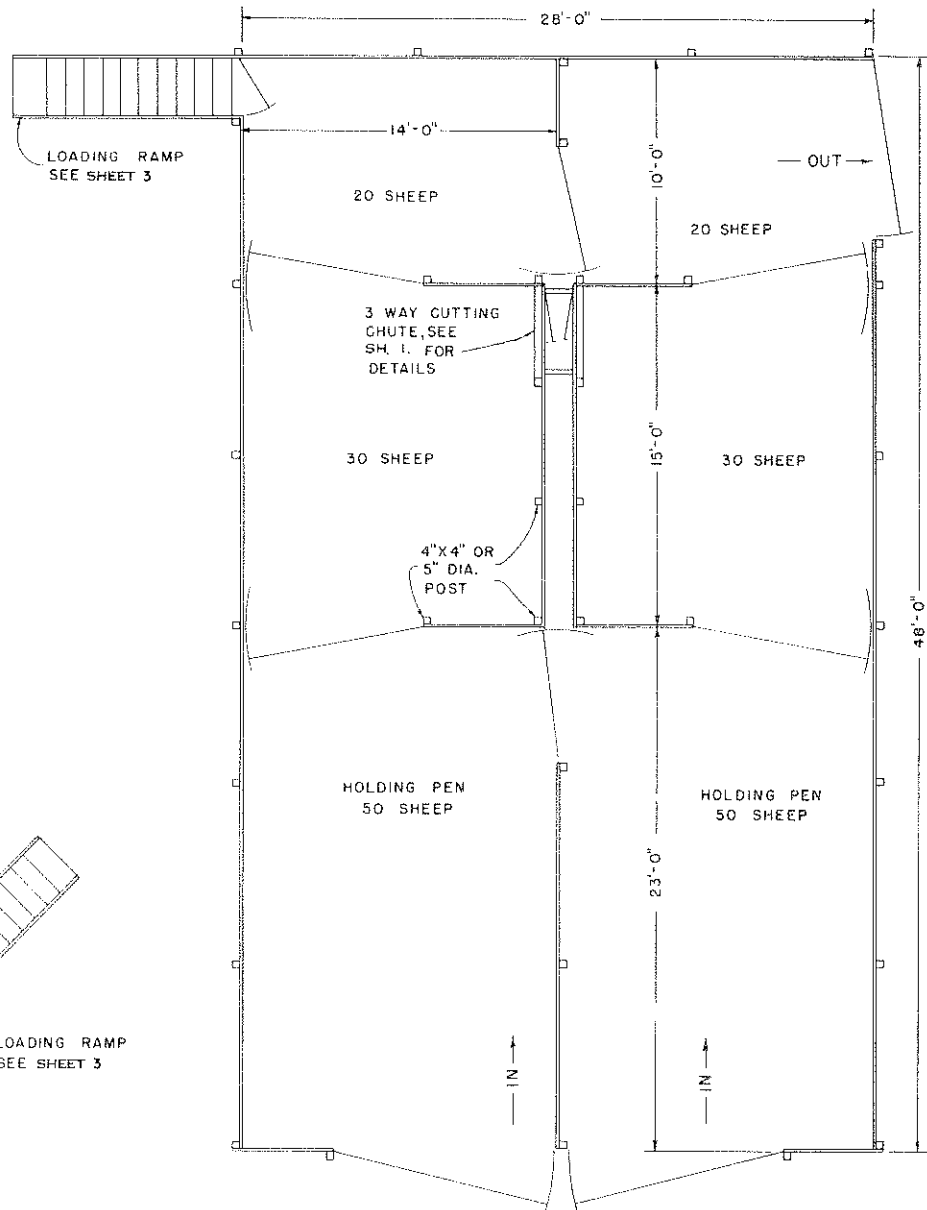 28'-0"
LOADING RAMP
SEE SHEET 3
14'-0"
20 SHEEP
10'-0"
OUT
20 SHEEP
3 WAY CUTTING
CHUTE, SEE
SH. 1. FOR
DETAILS
30 SHEEP
15'-0"
30 SHEEP
4"X4" OR
5" DIA.
POST
48'-0"
HOLDING PEN
50 SHEEP
HOLDING PEN
50 SHEEP
23'-0"
LOADING RAMP
SEE SHEET 3
IN
IN